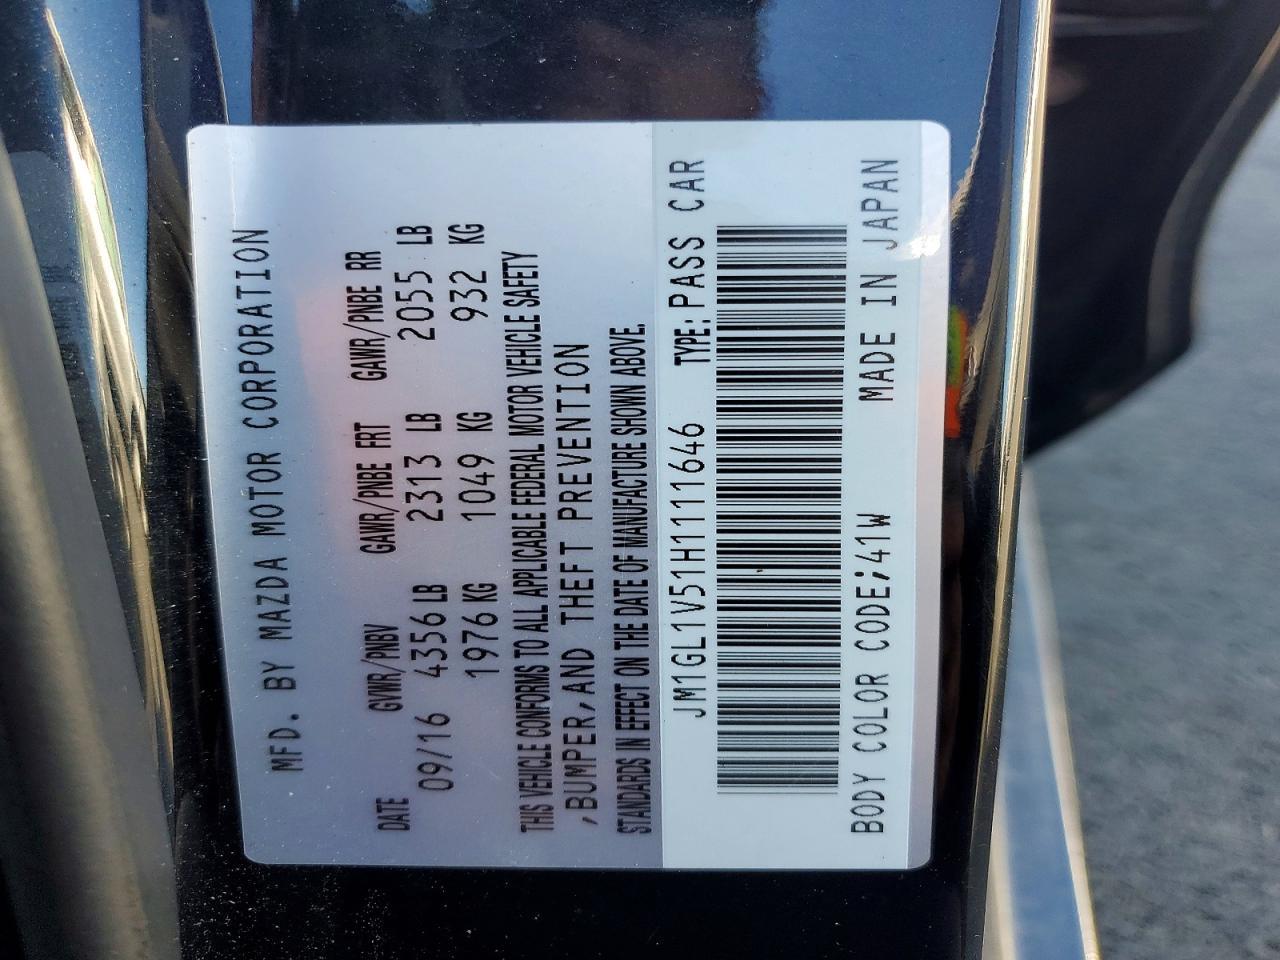 MFD. BY MAZDA MOTOR CORPORATION
DATE GVWR/PNBV GAWR/PNBE FRT GAWR/PNBE RR
09/16 4356 LB 2313 LB 2055 LB
1976 KG 1049 KG 932 KG
THIS VEHICLE CONFORMS TO ALL APPLICABLE FEDERAL MOTOR VEHICLE SAFETY
,BUMPER,AND THEFT PREVENTION
STANDARDS IN EFFECT ON THE DATE OF MANUFACTURE SHOWN ABOVE.
JM1GL1V51H1111646 TYPE:PASS CAR
BODY COLOR CODE;41W MADE IN JAPAN